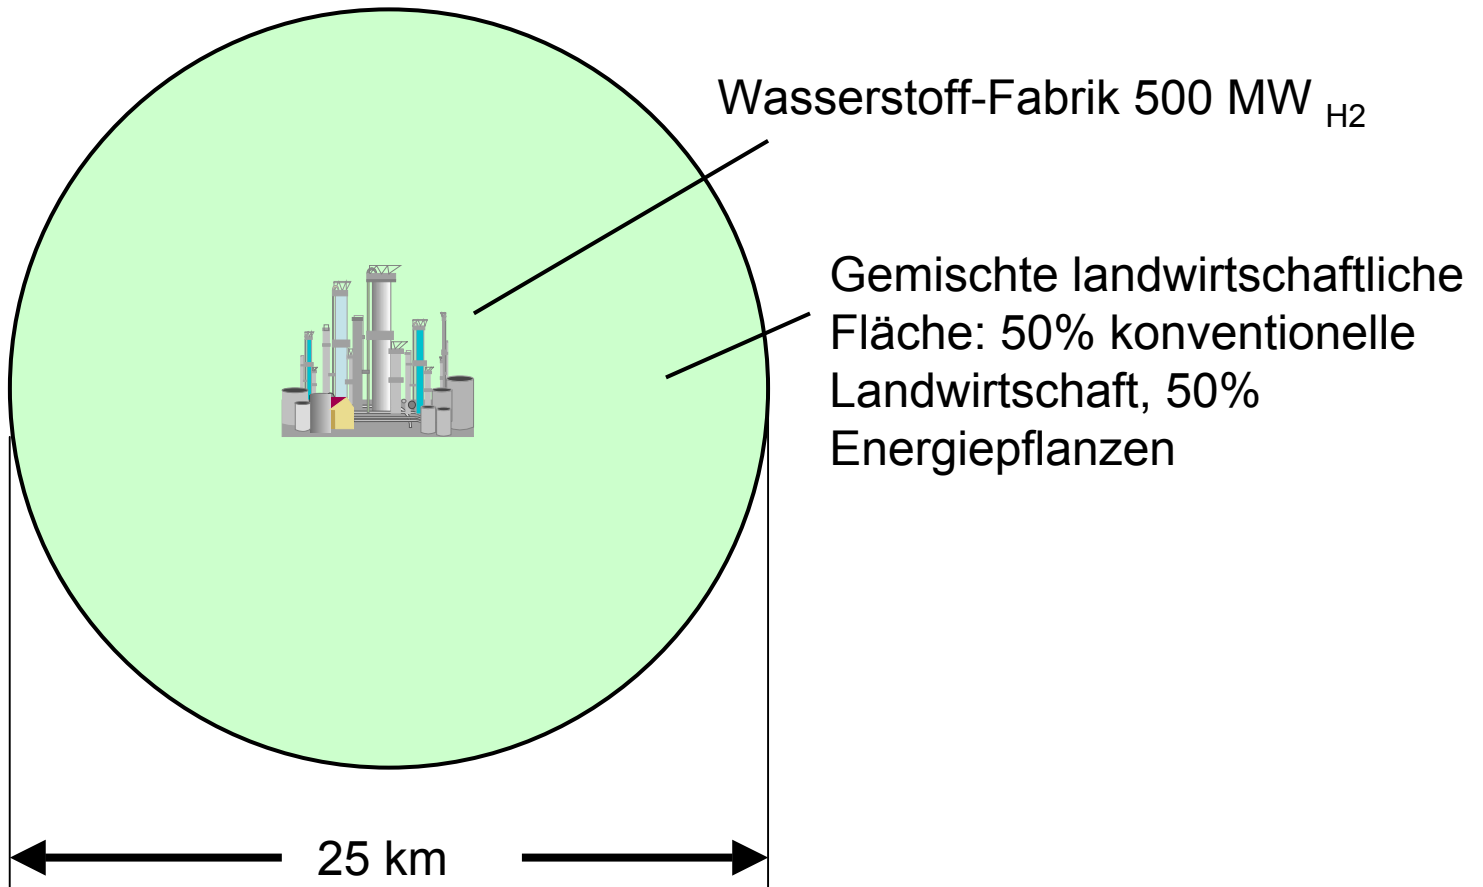 Wasserstoff-Fabrik 500 MW H2
Gemischte landwirtschaftliche
Fläche: 50% konventionelle
Landwirtschaft, 50%
Energiepflanzen
25 km